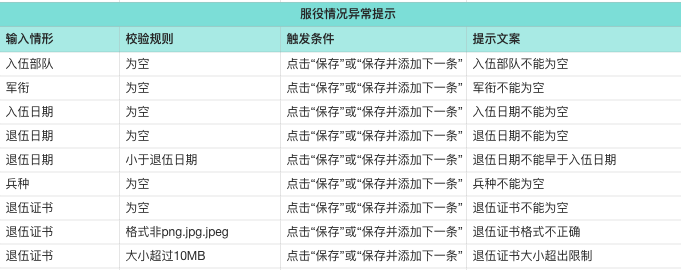 服役情况异常提示
输入情形 校验规则 触发条件 提示文案
入伍部队 为空 点击“保存”或“保存并添加下一条” 入伍部队不能为空
军衔 为空 点击“保存”或“保存并添加下一条” 军衔不能为空
入伍日期 为空 点击“保存”或“保存并添加下一条” 入伍日期不能为空
退伍日期 为空 点击“保存”或“保存并添加下一条” 退伍日期不能为空
退伍日期 小于退伍日期 点击“保存”或“保存并添加下一条” 退伍日期不能早于入伍日期
兵种 为空 点击“保存”或“保存并添加下一条” 兵种不能为空
退伍证书 为空 点击“保存”或“保存并添加下一条” 退伍证书不能为空
退伍证书 格式非png.jpg.jpeg 点击“保存”或“保存并添加下一条” 退伍证书格式不正确
退伍证书 大小超过10MB 点击“保存”或“保存并添加下一条” 退伍证书大小超出限制